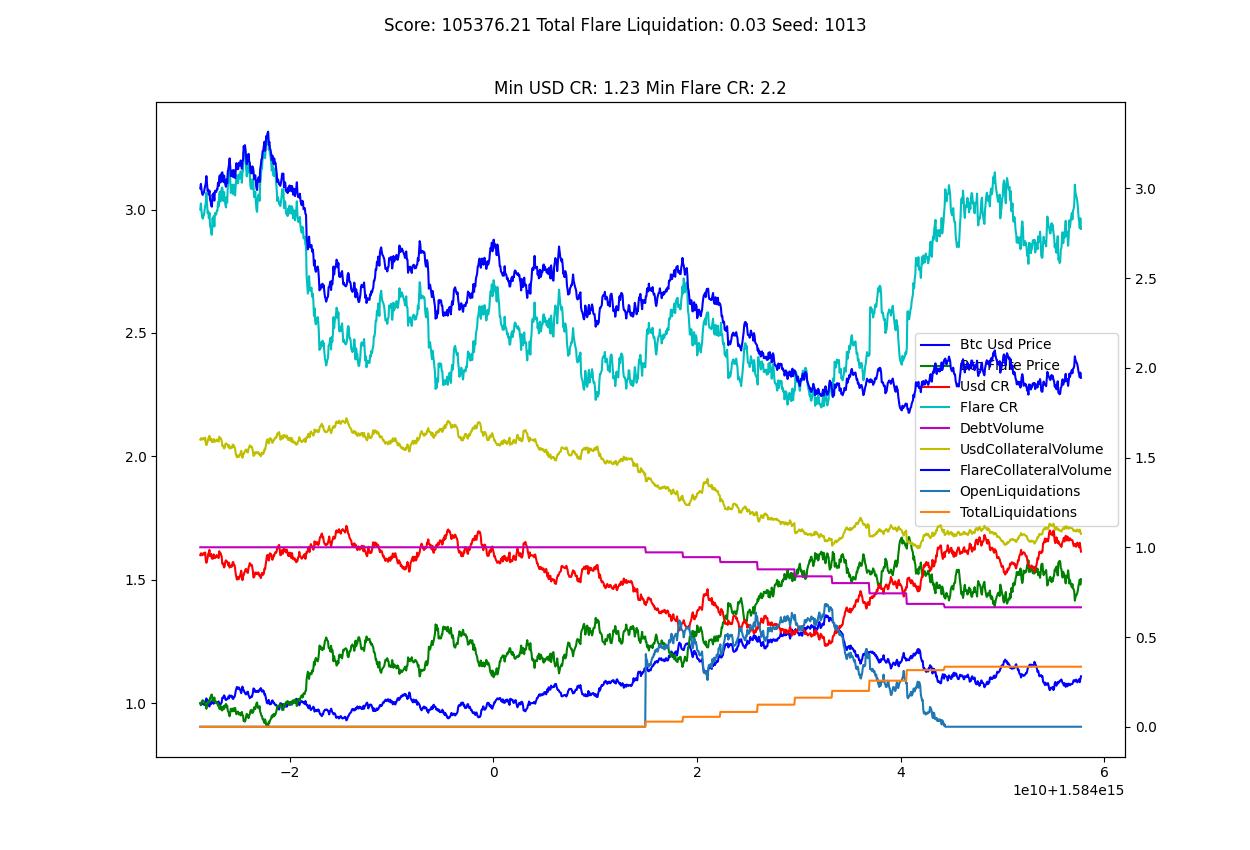 Score: 105376.21 Total Flare Liquidation: 0.03 Seed: 1013
Min USD CR: 1.23 Min Flare CR: 2.2
3.0
2.5
2.0
1.5
1.0
3.0
2.5
2.0
1.5
1.0
0.5
0.0
Btc Usd Price
Btc Flare Price
Usd CR
Flare CR
DebtVolume
UsdCollateralVolume
FlareCollateralVolume
OpenLiquidations
TotalLiquidations
−2 0 2 4 6
1e10+1.584e15